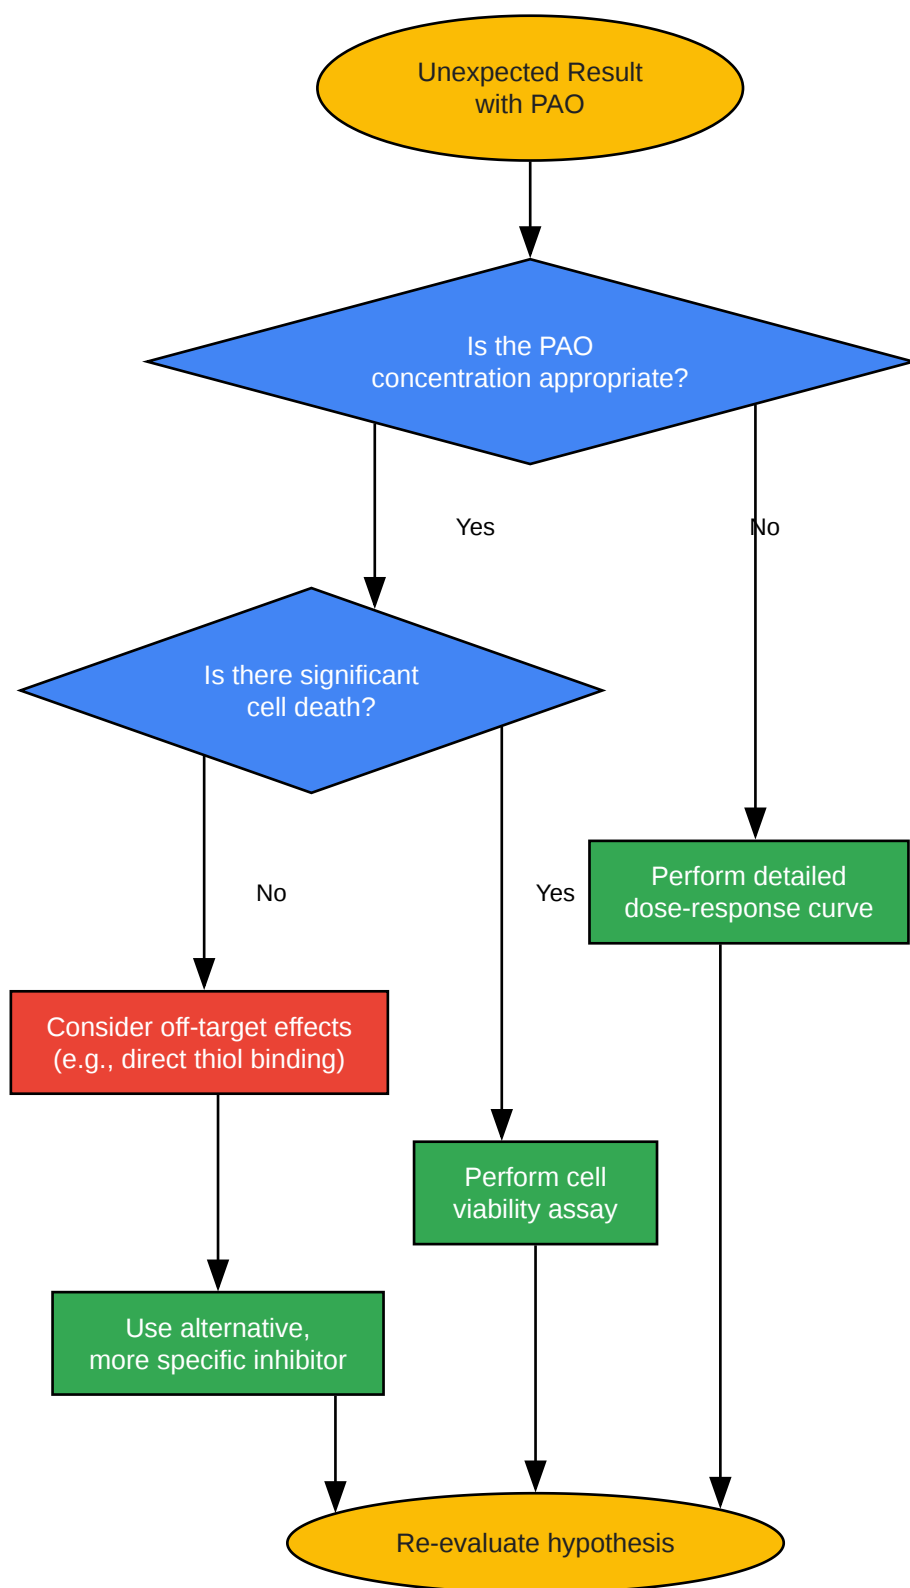 Unexpected Result
with PAO
Is the PAO
concentration appropriate?
Yes
No
Is there significant
cell death?
No
Yes
Perform detailed
dose-response curve
Consider off-target effects
(e.g., direct thiol binding)
Perform cell
viability assay
Use alternative,
more specific inhibitor
Re-evaluate hypothesis